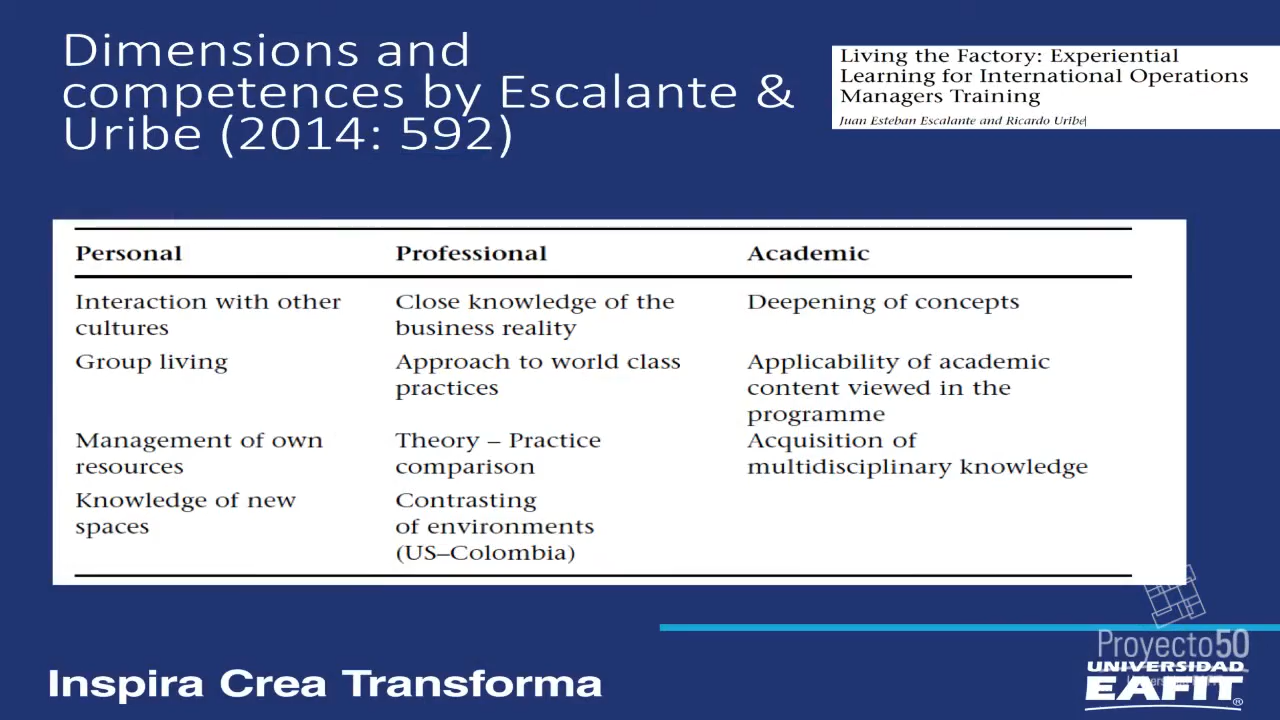 Dimensions and
competences by Escalante &
Uribe (2014: 592)
Living the Factory: Experiential
Learning for International Operations
Managers Training
Juan Esteban Escalante and Ricardo Uribe
Personal Professional Academic
Interaction with other Close knowledge of the Deepening of concepts
cultures business reality
Group living Approach to world class Applicability of academic
practices content viewed in the
programme
Management of own Theory – Practice Acquisition of
resources comparison multidisciplinary knowledge
Knowledge of new Contrasting
spaces of environments
(US–Colombia)
Inspira Crea Transforma
Proyecto50
UNIVERSIDAD
EAFIT®